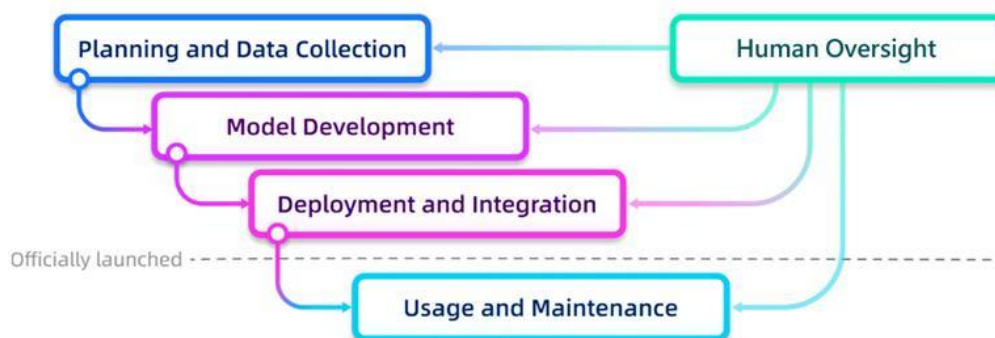 Planning and Data Collection
Human Oversight
Model Development
Deployment and Integration
Officially launched
Usage and Maintenance